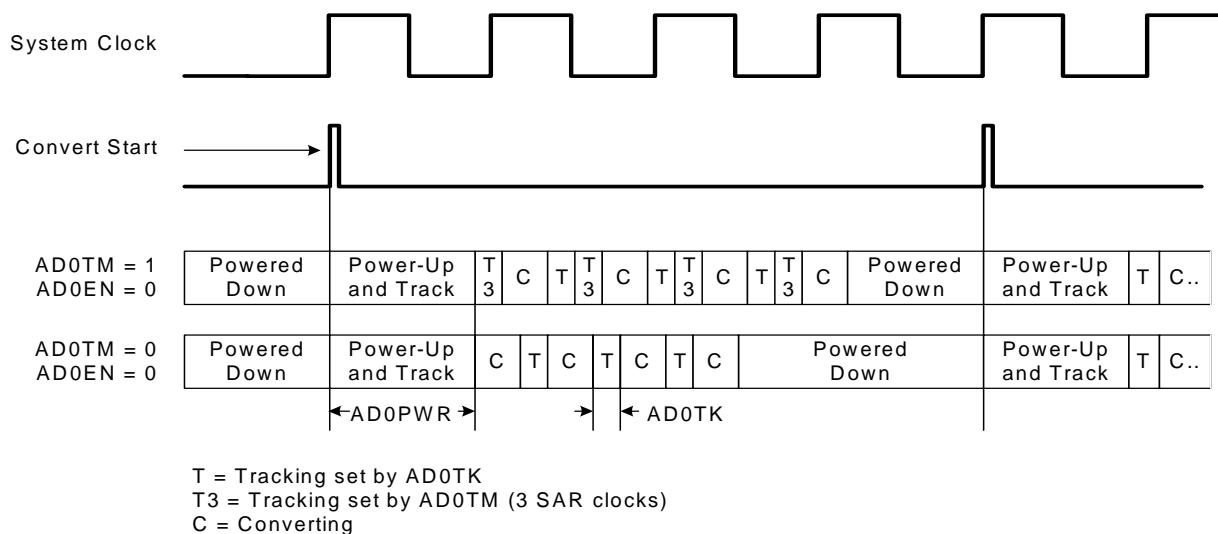 System Clock
Convert Start
AD0TM = 1
AD0EN = 0
Powered
Down
Power-Up
and Track
T
3
C
T
T
3
C
T
T
3
C
T
T
3
C
Powered
Down
Power-Up
and Track
T
C..
AD0TM = 0
AD0EN = 0
Powered
Down
Power-Up
and Track
C
T
C
T
C
T
C
Powered
Down
Power-Up
and Track
T
C..
AD0PWR
AD0TK
T = Tracking set by AD0TK
T3 = Tracking set by AD0TM (3 SAR clocks)
C = Converting